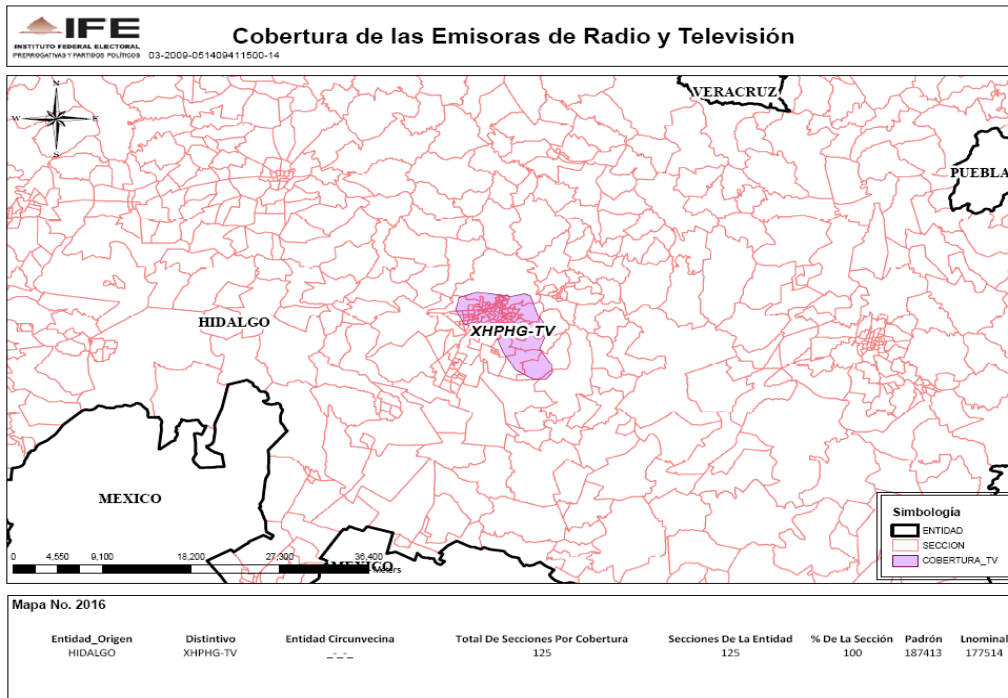 IFE
INSTITUTO FEDERAL ELECTORAL
PRERROGATIVAS Y PARTIDOS POLÍTICOS
03-2009-051409411500-14
Cobertura de las Emisoras de Radio y Televisión
N
W E
S
VERACRUZ
PUEBLA
HIDALGO
XHPHG-TV
MEXICO
MEXICO
0 4,550 9,100 18,200 27,300 36,400
Meters
Simbología
ENTIDAD
SECCION
COBERTURA_TV
Mapa No. 2016
Entidad_Origen Distintivo Entidad Circunvecina Total De Secciones Por Cobertura Secciones De La Entidad % De La Sección Padrón Lnominal
HIDALGO XHPHG-TV _-_-_ 125 125 100 187413 177514